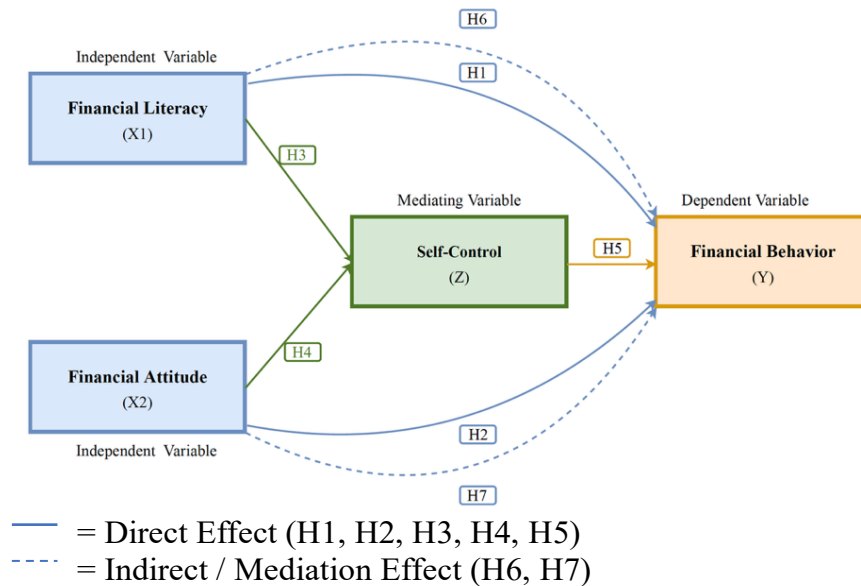 H6
Independent Variable
H1
Financial Literacy
(X1)
H3
Mediating Variable
Dependent Variable
Self-Control
(Z)
H5
Financial Behavior
(Y)
H4
Financial Attitude
(X2)
Independent Variable
H2
H7
= Direct Effect (H1, H2, H3, H4, H5)
= Indirect / Mediation Effect (H6, H7)